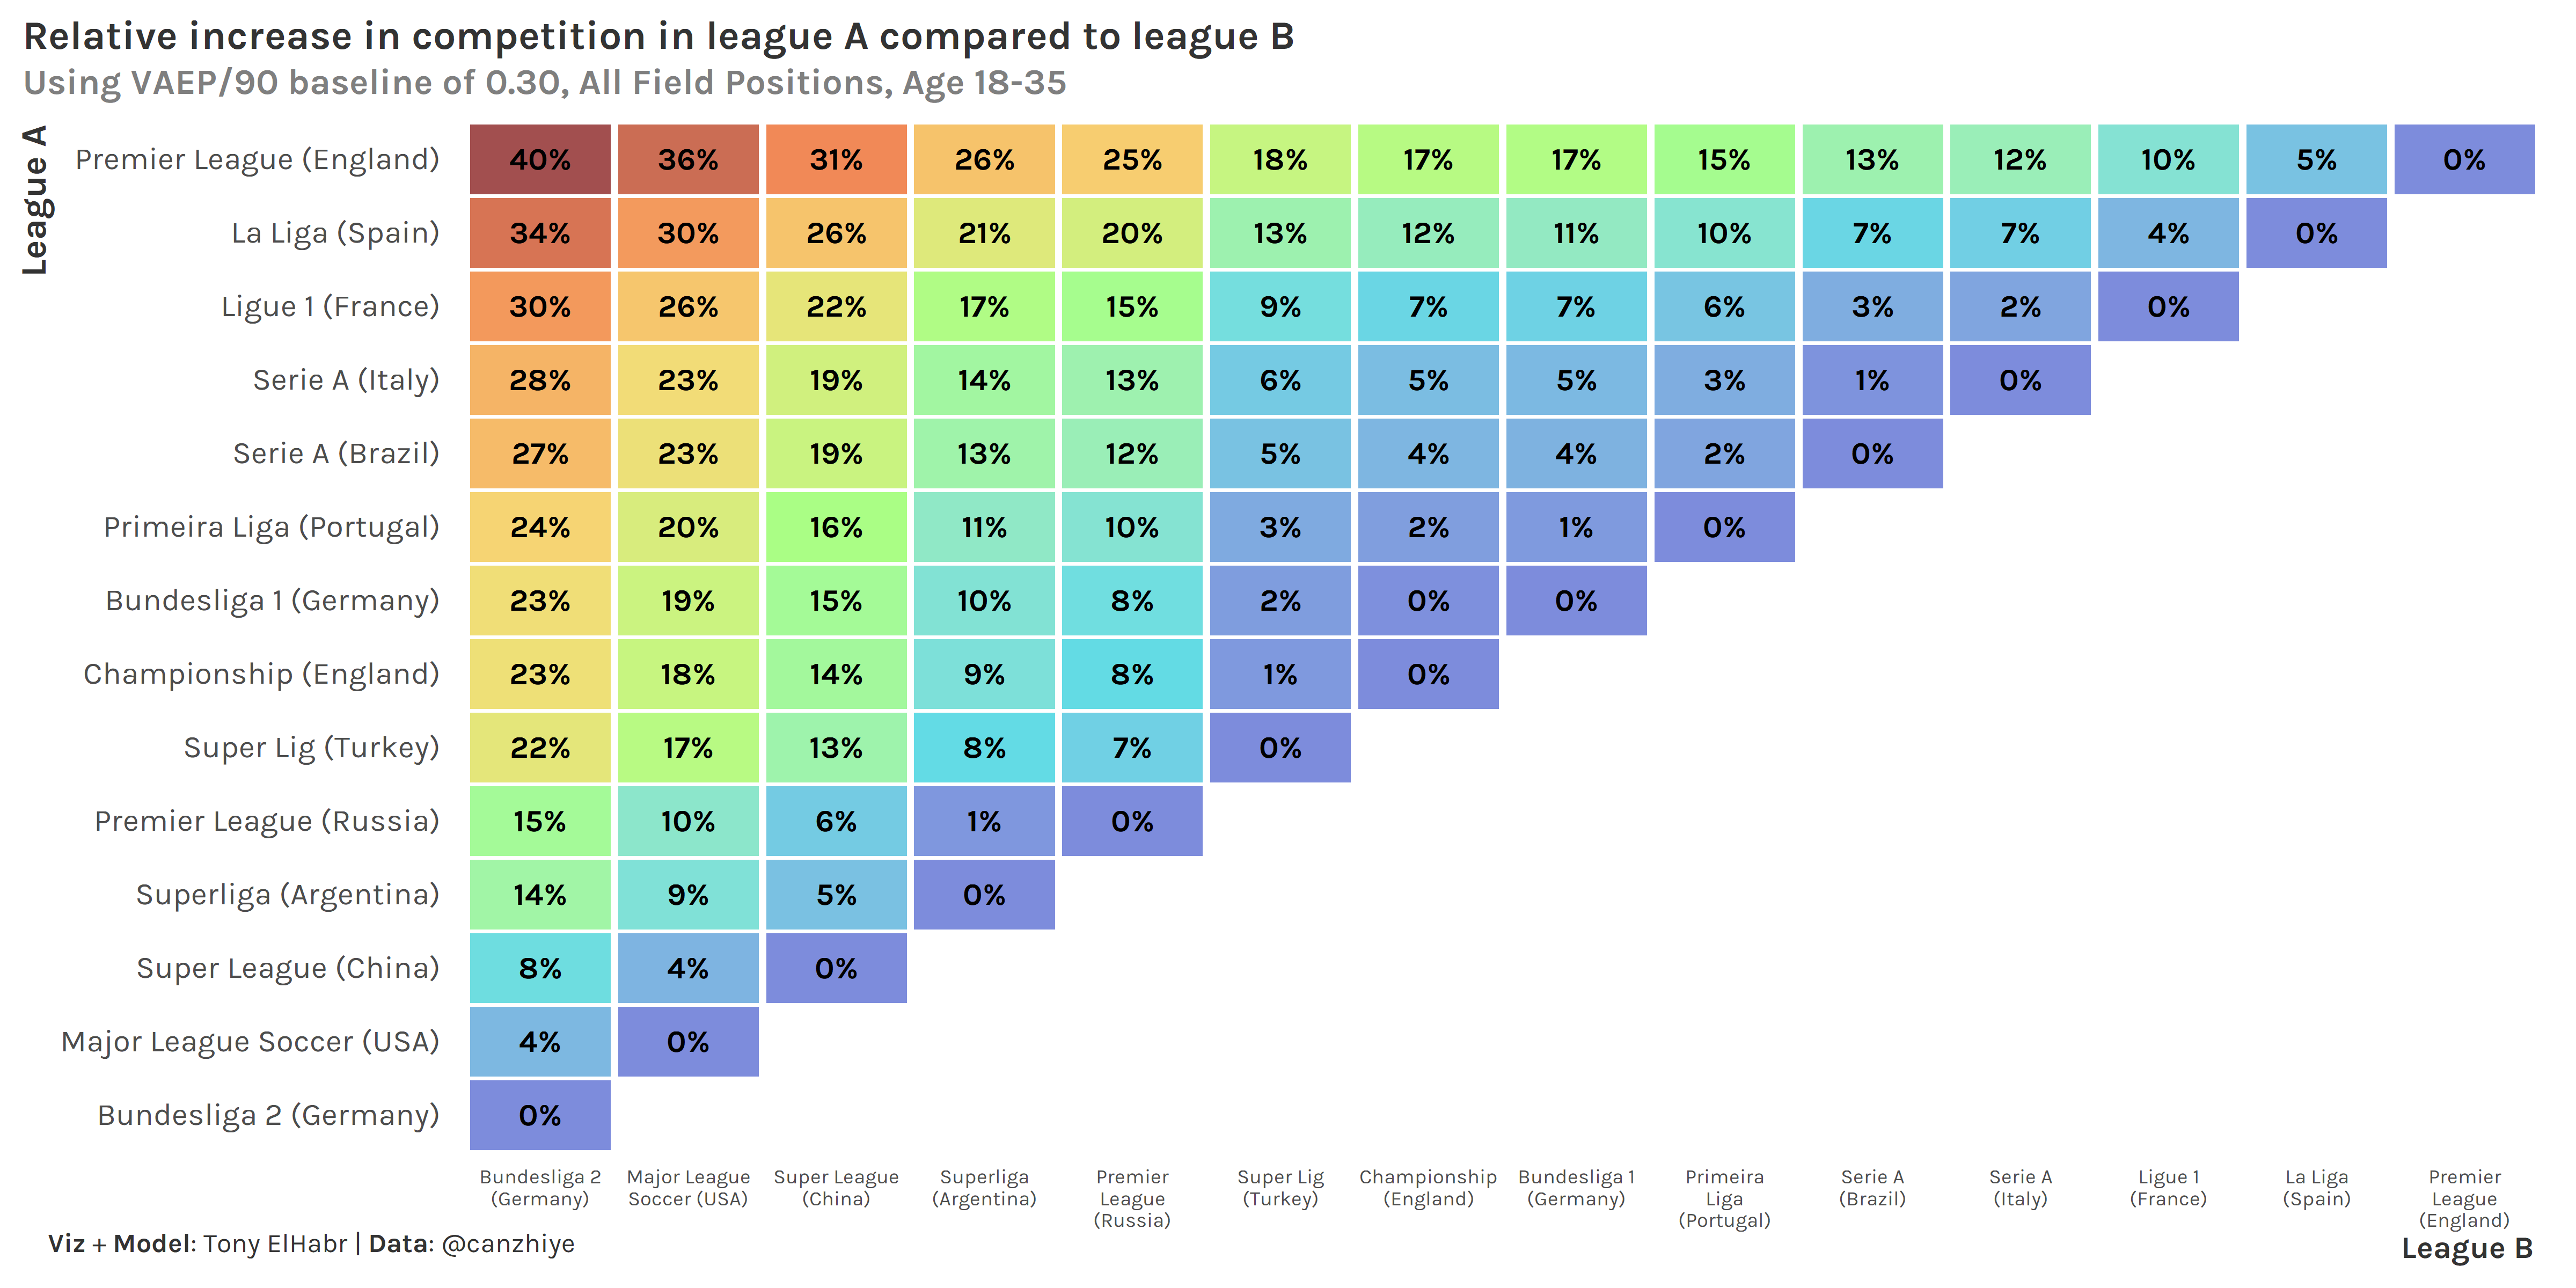 Relative increase in competition in league A compared to league B
Using VAEP/90 baseline of 0.30, All Field Positions, Age 18-35
League A
Premier League (England) 40% 36% 31% 26% 25% 18% 17% 17% 15% 13% 12% 10% 5% 0%
La Liga (Spain) 34% 30% 26% 21% 20% 13% 12% 11% 10% 7% 7% 4% 0%
Ligue 1 (France) 30% 26% 22% 17% 15% 9% 7% 7% 6% 3% 2% 0%
Serie A (Italy) 28% 23% 19% 14% 13% 6% 5% 5% 3% 1% 0%
Serie A (Brazil) 27% 23% 19% 13% 12% 5% 4% 4% 2% 0%
Primeira Liga (Portugal) 24% 20% 16% 11% 10% 3% 2% 1% 0%
Bundesliga 1 (Germany) 23% 19% 15% 10% 8% 2% 0% 0%
Championship (England) 23% 18% 14% 9% 8% 1% 0%
Super Lig (Turkey) 22% 17% 13% 8% 7% 0%
Premier League (Russia) 15% 10% 6% 1% 0%
Superliga (Argentina) 14% 9% 5% 0%
Super League (China) 8% 4% 0%
Major League Soccer (USA) 4% 0%
Bundesliga 2 (Germany) 0%
Bundesliga 2
(Germany)
Major League
Soccer (USA)
Super League
(China)
Superliga
(Argentina)
Premier
League
(Russia)
Super Lig
(Turkey)
Championship
(England)
Bundesliga 1
(Germany)
Primeira
Liga
(Portugal)
Serie A
(Brazil)
Serie A
(Italy)
Ligue 1
(France)
La Liga
(Spain)
Premier
League
(England)
League B
Viz + Model: Tony ElHabr | Data: @canzhiye